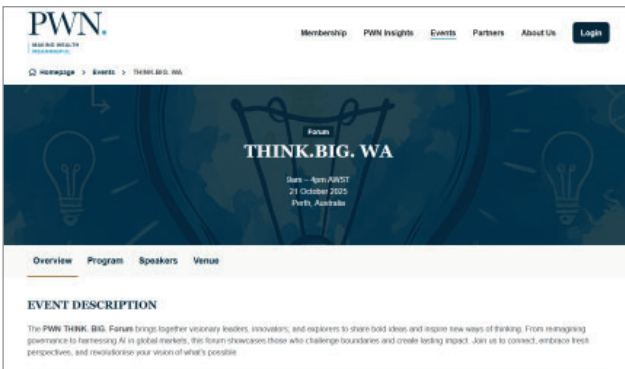 PWN.
MAKING WEALTH
MEANINGFUL
Membership PWN Insights Events Partners About Us Login
Homepage > Events > THINK.BIG. WA
Forum
THINK.BIG. WA
9am – 4pm AWST
21 October 2025
Perth, Australia
Overview Program Speakers Venue
EVENT DESCRIPTION
The PWN THINK. BIG. Forum brings together visionary leaders, innovators, and explorers to share bold ideas and inspire new ways of thinking. From reimagining
governance to harnessing AI in global markets, this forum showcases those who challenge boundaries and create lasting impact. Join us to connect, embrace fresh
perspectives, and revolutionise your vision of what's possible